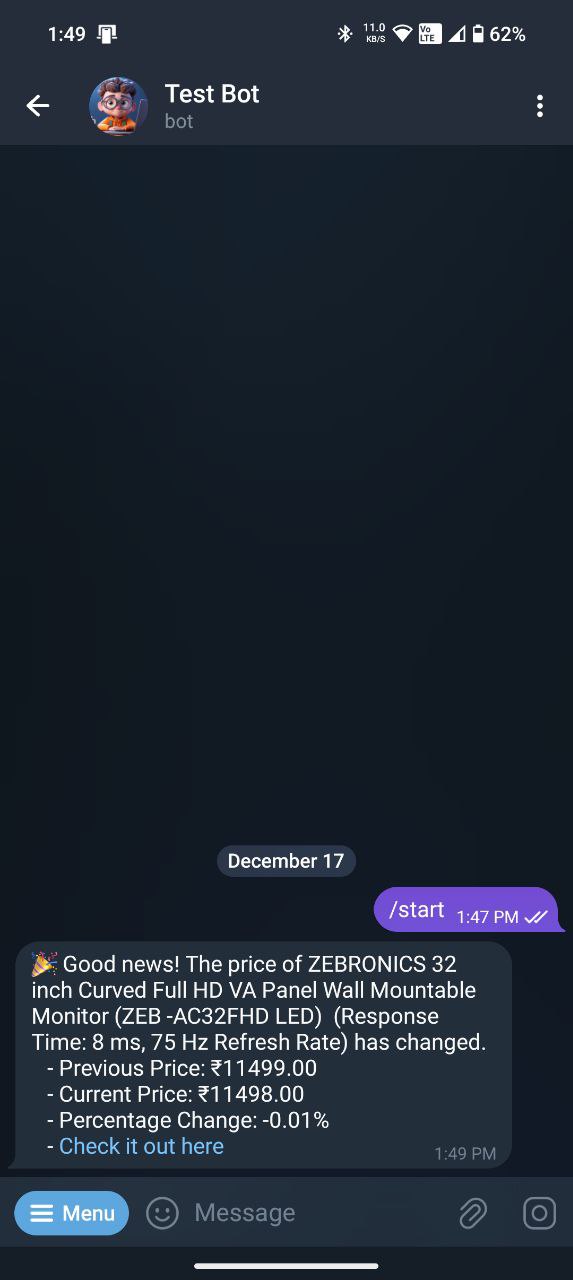 1:49 11.0 KB/S Vo LTE 62%
Test Bot
bot
December 17
/start 1:47 PM
🎉 Good news! The price of ZEBRONICS 32
inch Curved Full HD VA Panel Wall Mountable
Monitor (ZEB -AC32FHD LED)  (Response
Time: 8 ms, 75 Hz Refresh Rate) has changed.
- Previous Price: ₹11499.00
- Current Price: ₹11498.00
- Percentage Change: -0.01%
- Check it out here 1:49 PM
Menu Message